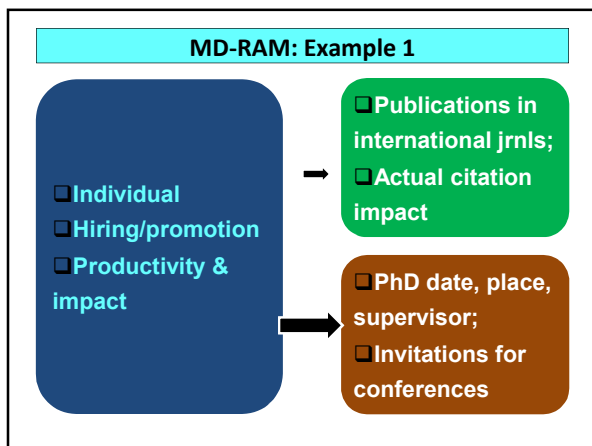 MD-RAM: Example 1
❑Individual
❑Hiring/promotion
❑Productivity &
impact
❑Publications in
international jrnls;
❑Actual citation
impact
❑PhD date, place,
supervisor;
❑Invitations for
conferences